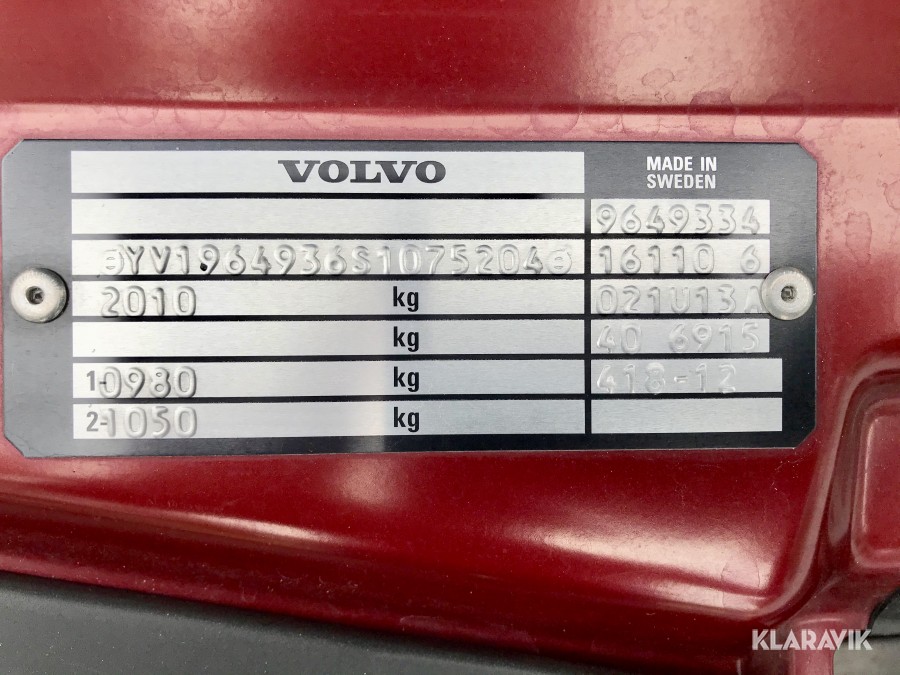 VOLVO
MADE IN
SWEDEN
9649334
YV1964936S1075204 16110 6
2010 kg 021U13A
kg 40 6915
1-0980 kg 418-12
2-1050 kg
KLARAVIK